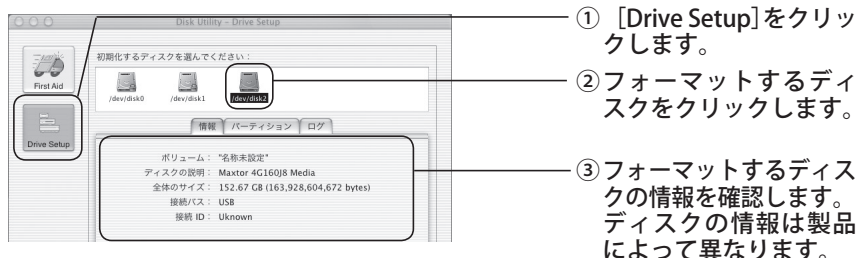 Disk Utility - Drive Setup
First Aid
Drive Setup
初期化するディスクを選んでください：
/dev/disk0
/dev/disk1
/dev/disk2
情報
パーティション
ログ
ボリューム： "名称未設定"
ディスクの説明： Maxtor 4G160J8 Media
全体のサイズ： 152.67 GB (163,928,604,672 bytes)
接続バス： USB
接続 ID： Uknown
① [Drive Setup]をクリッ
クします。
②フォーマットするディ
スクをクリックします。
③フォーマットするディス
クの情報を確認します。
ディスクの情報は製品
によって異なります。